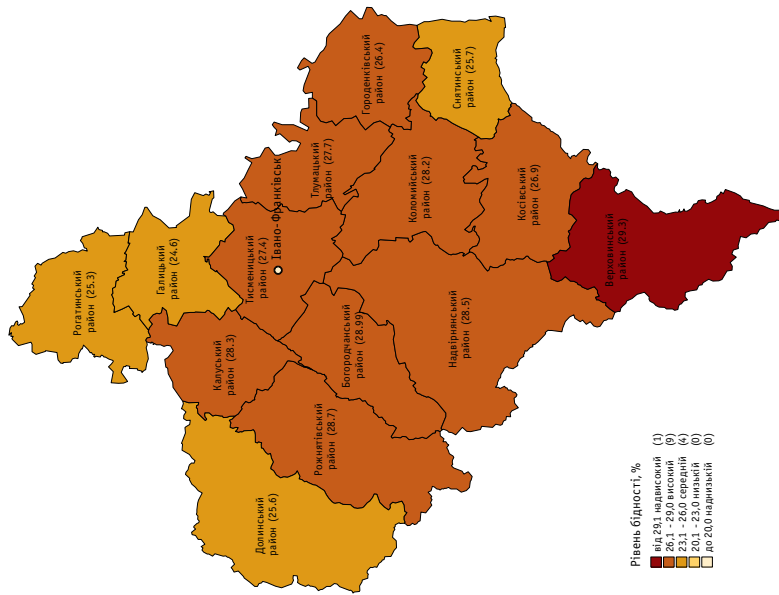 Рогатинський
район (25.3)
Галицький
район (24.6)
Городенківський
район (26.4)
Снятинський
район (25.7)
Тлумацький
район (27.7)
Івано-Франківськ
Тисменицький
район (27.4)
Коломийський
район (28.2)
Косівський
район (26.9)
Верховинський
район (29.3)
Калуський
район (28.3)
Богородчанський
район (28.99)
Надвірнянський
район (28.5)
Рожнятівський
район (28.7)
Долинський
район (25.6)
Рівень бідності, %
від 29,1 надвисокий (1)
26,1 - 29,0 високий (9)
23,1 - 26,0 середній (4)
20,1 - 23,0 низькій (0)
до 20,0 наднизькій (0)